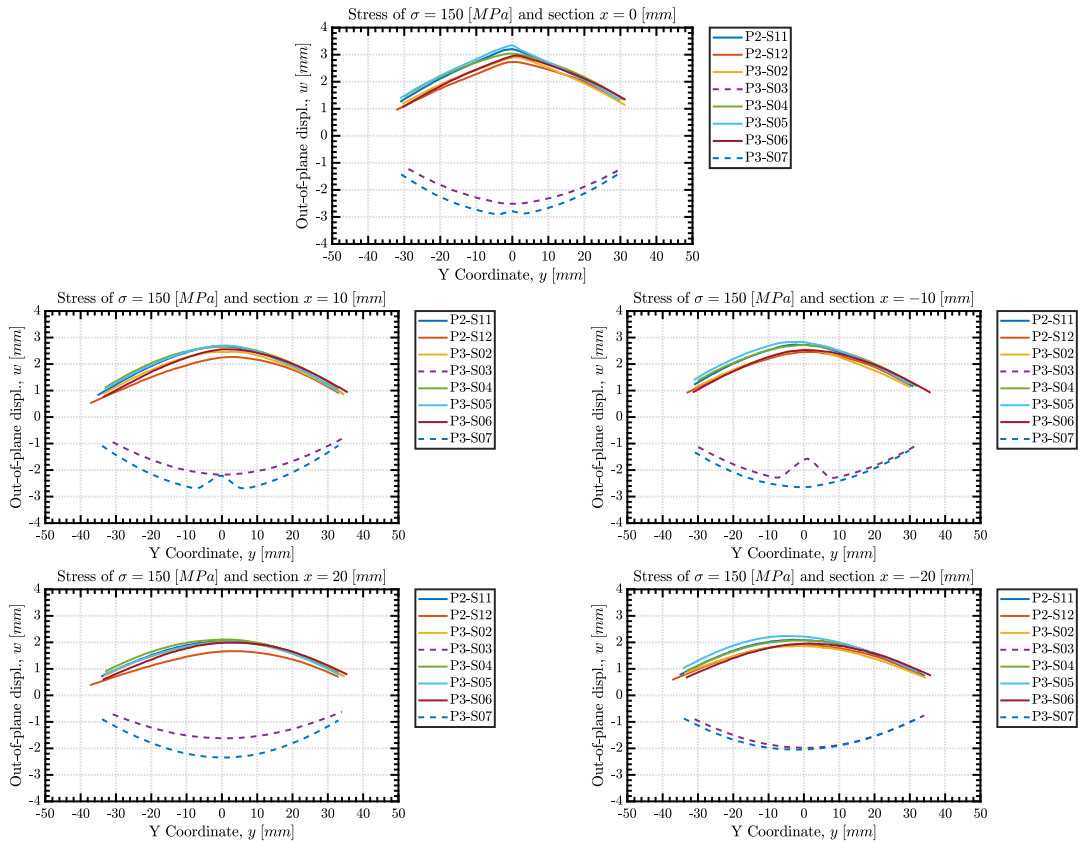 Stress of σ = 150 [MPa] and section x = 0 [mm]
Out-of-plane displ., w [mm]
4
3
2
1
0
-1
-2
-3
-4
-50 -40 -30 -20 -10 0 10 20 30 40 50
Y Coordinate, y [mm]
P2-S11
P2-S12
P3-S02
P3-S03
P3-S04
P3-S05
P3-S06
P3-S07
Stress of σ = 150 [MPa] and section x = 10 [mm]
Out-of-plane displ., w [mm]
4
3
2
1
0
-1
-2
-3
-4
-50 -40 -30 -20 -10 0 10 20 30 40 50
Y Coordinate, y [mm]
P2-S11
P2-S12
P3-S02
P3-S03
P3-S04
P3-S05
P3-S06
P3-S07
Stress of σ = 150 [MPa] and section x = −10 [mm]
Out-of-plane displ., w [mm]
4
3
2
1
0
-1
-2
-3
-4
-50 -40 -30 -20 -10 0 10 20 30 40 50
Y Coordinate, y [mm]
P2-S11
P2-S12
P3-S02
P3-S03
P3-S04
P3-S05
P3-S06
P3-S07
Stress of σ = 150 [MPa] and section x = 20 [mm]
Out-of-plane displ., w [mm]
4
3
2
1
0
-1
-2
-3
-4
-50 -40 -30 -20 -10 0 10 20 30 40 50
Y Coordinate, y [mm]
P2-S11
P2-S12
P3-S02
P3-S03
P3-S04
P3-S05
P3-S06
P3-S07
Stress of σ = 150 [MPa] and section x = −20 [mm]
Out-of-plane displ., w [mm]
4
3
2
1
0
-1
-2
-3
-4
-50 -40 -30 -20 -10 0 10 20 30 40 50
Y Coordinate, y [mm]
P2-S11
P2-S12
P3-S02
P3-S03
P3-S04
P3-S05
P3-S06
P3-S07